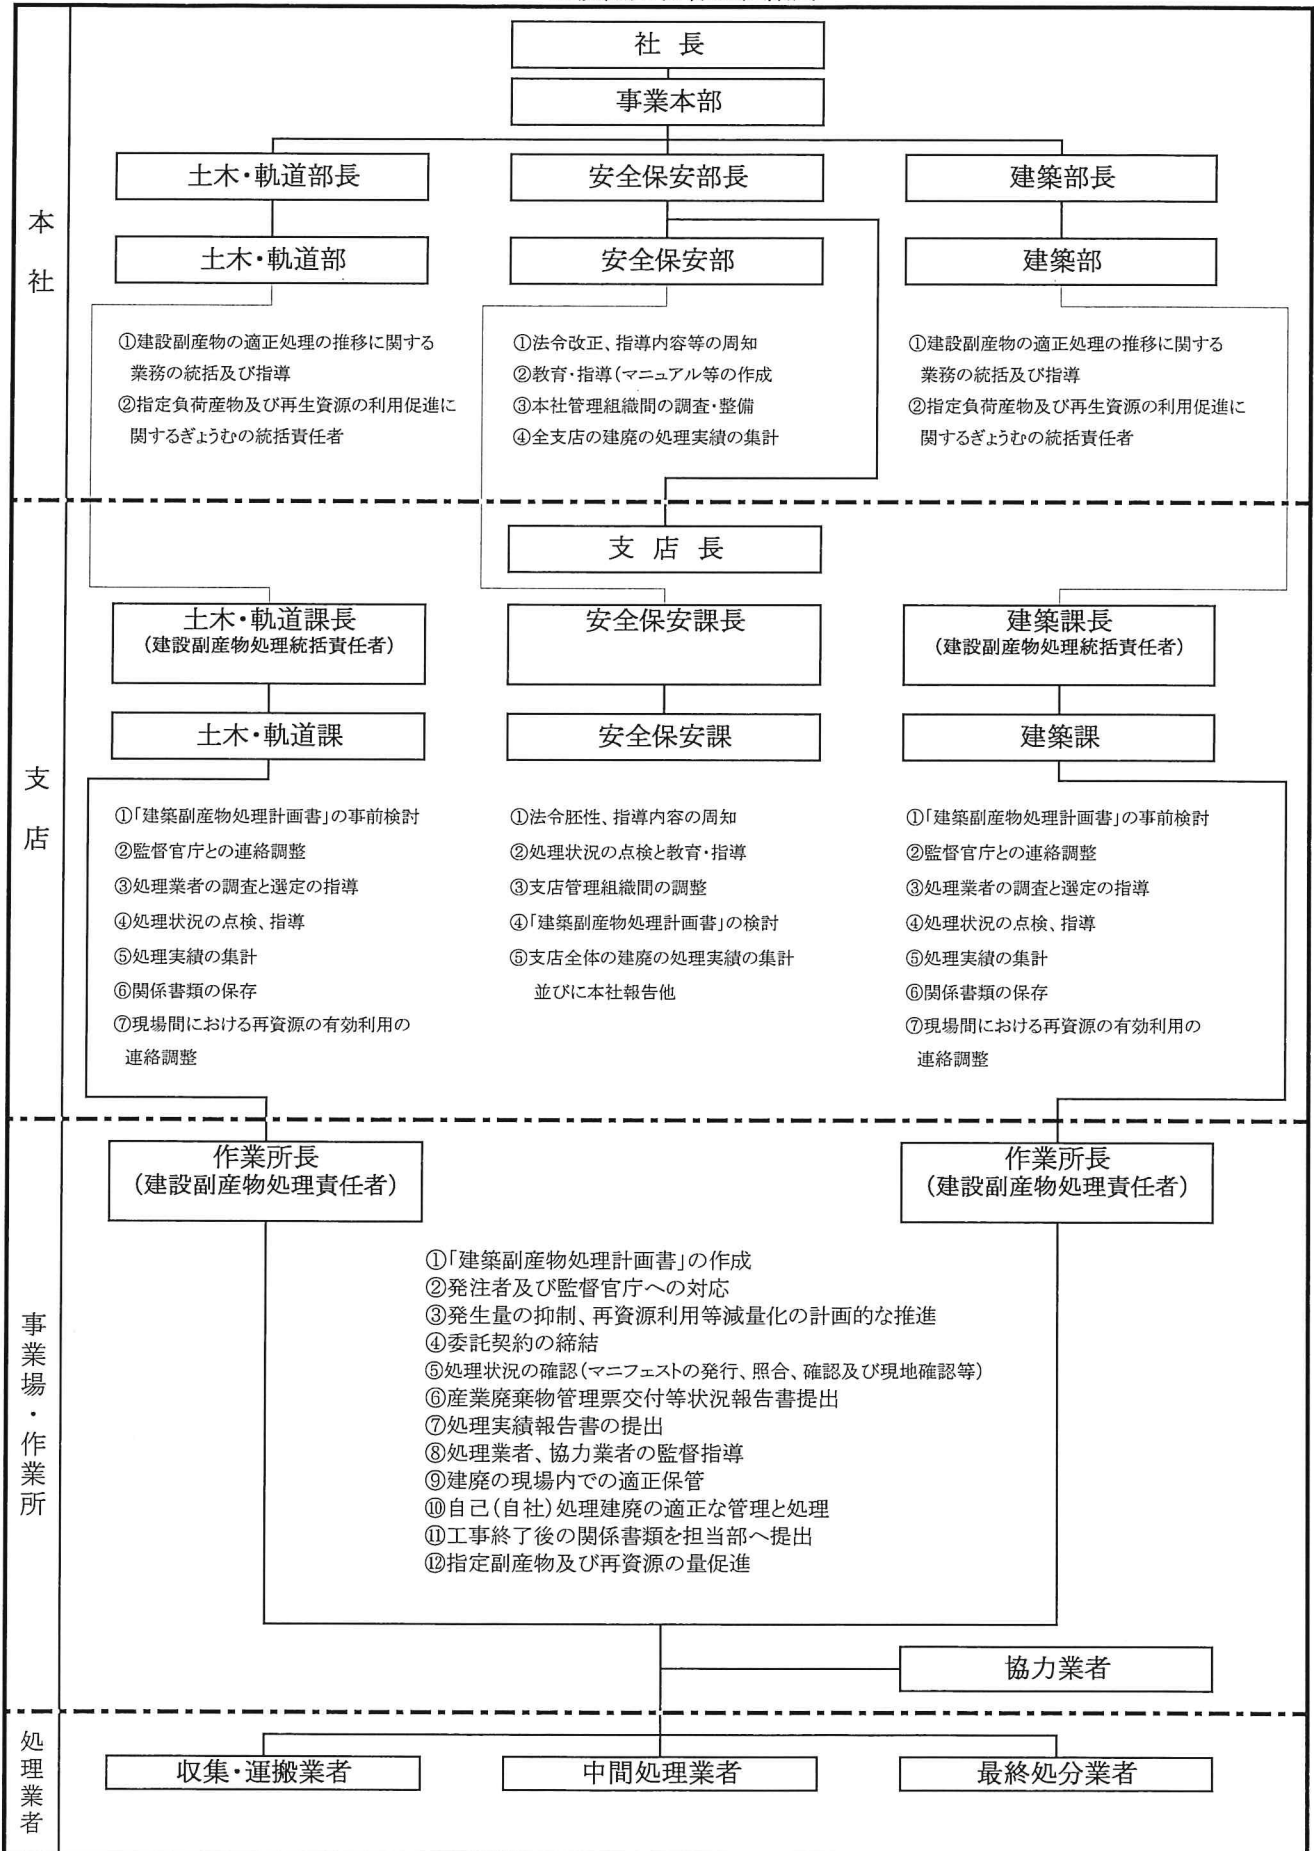 社 長
事業本部
土木・軌道部長
安全保安部長
建築部長
本社
土木・軌道部
安全保安部
建築部
①建設副産物の適正処理の推移に関する
業務の統括及び指導
②指定負荷産物及び再生資源の利用促進に
関するぎょうむの統括責任者
①法令改正、指導内容等の周知
②教育・指導(マニュアル等の作成
③本社管理組織間の調査・整備
④全支店の建廃の処理実績の集計
①建設副産物の適正処理の推移に関する
業務の統括及び指導
②指定負荷産物及び再生資源の利用促進に
関するぎょうむの統括責任者
支 店 長
土木・軌道課長
(建設副産物処理統括責任者)
安全保安課長
建築課長
(建設副産物処理統括責任者)
支店
土木・軌道課
安全保安課
建築課
①「建築副産物処理計画書」の事前検討
②監督官庁との連絡調整
③処理業者の調査と選定の指導
④処理状況の点検、指導
⑤処理実績の集計
⑥関係書類の保存
⑦現場間における再資源の有効利用の
連絡調整
①法令胚性、指導内容の周知
②処理状況の点検と教育・指導
③支店管理組織間の調整
④「建築副産物処理計画書」の検討
⑤支店全体の建廃の処理実績の集計
並びに本社報告他
①「建築副産物処理計画書」の事前検討
②監督官庁との連絡調整
③処理業者の調査と選定の指導
④処理状況の点検、指導
⑤処理実績の集計
⑥関係書類の保存
⑦現場間における再資源の有効利用の
連絡調整
作業所長
(建設副産物処理責任者)
作業所長
(建設副産物処理責任者)
事業場・作業所
①「建築副産物処理計画書」の作成
②発注者及び監督官庁への対応
③発生量の抑制、再資源利用等減量化の計画的な推進
④委託契約の締結
⑤処理状況の確認(マニフェストの発行、照合、確認及び現地確認等)
⑥産業廃棄物管理票交付等状況報告書提出
⑦処理実績報告書の提出
⑧処理業者、協力業者の監督指導
⑨建廃の現場内での適正保管
⑩自己(自社)処理建廃の適正な管理と処理
⑪工事終了後の関係書類を担当部へ提出
⑫指定副産物及び再資源の量促進
協力業者
処理業者
収集・運搬業者
中間処理業者
最終処分業者